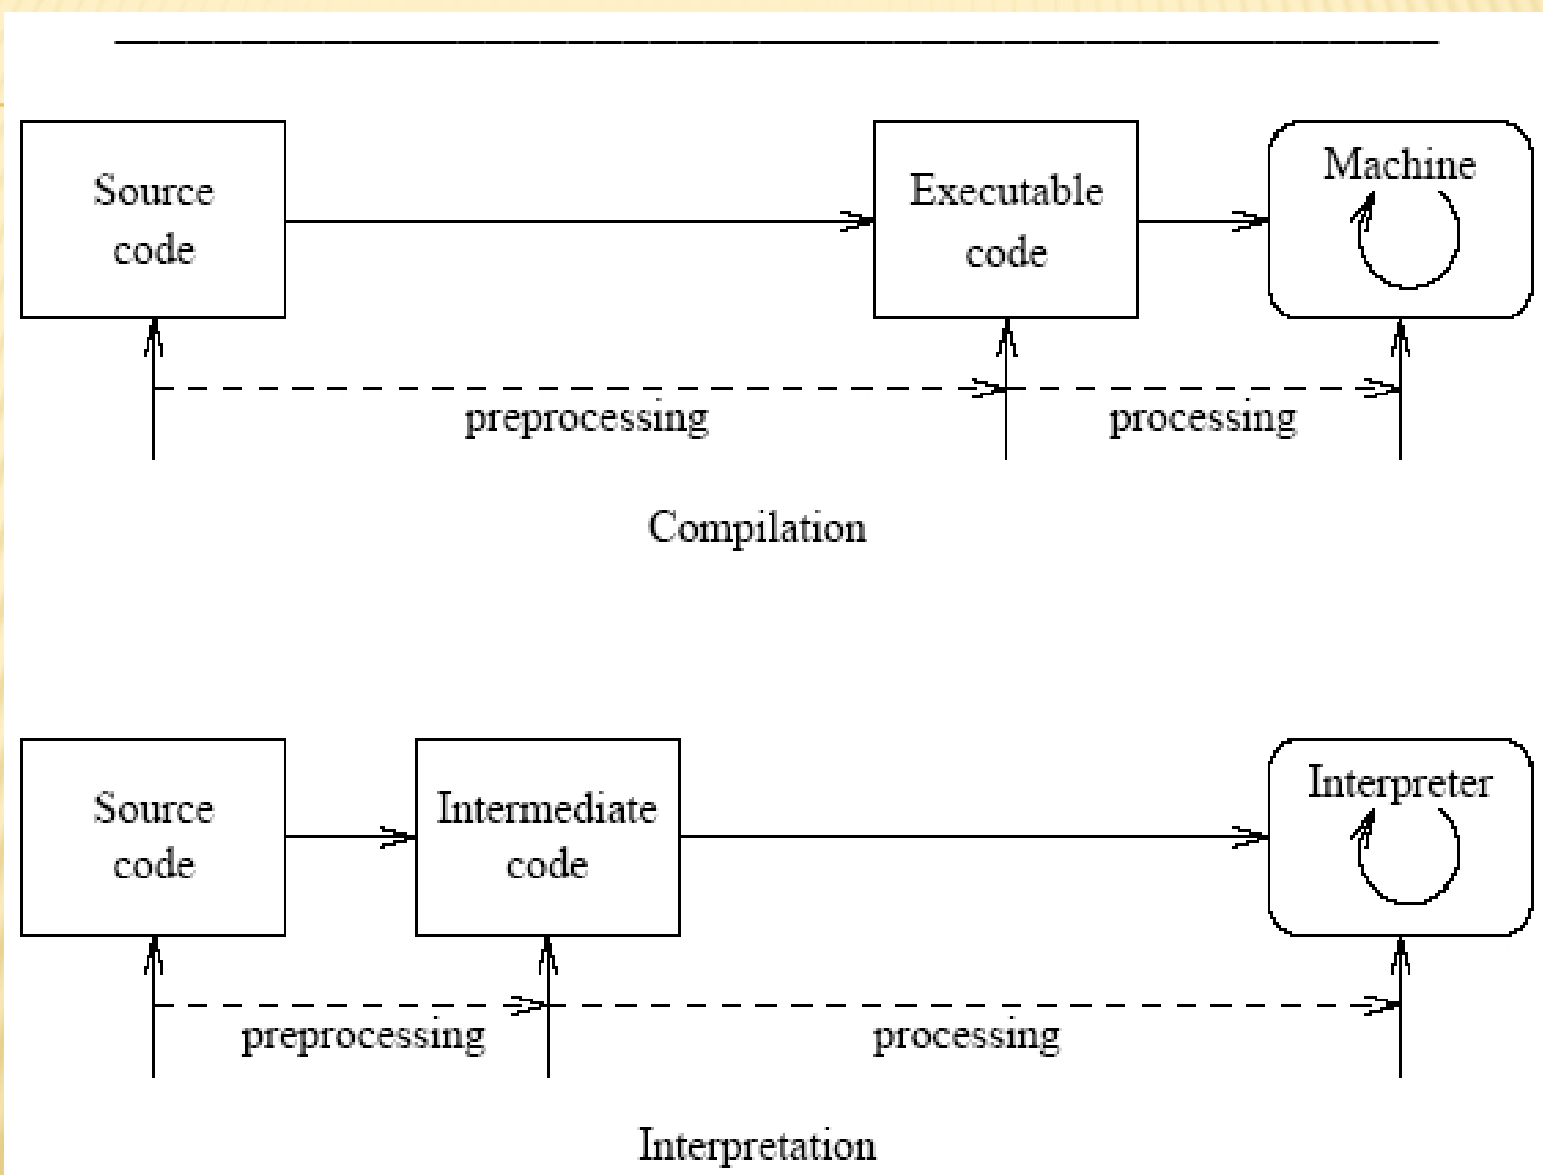 Source
code
Executable
code
Machine
preprocessing
processing
Compilation
Source
code
Intermediate
code
Interpreter
preprocessing
processing
Interpretation